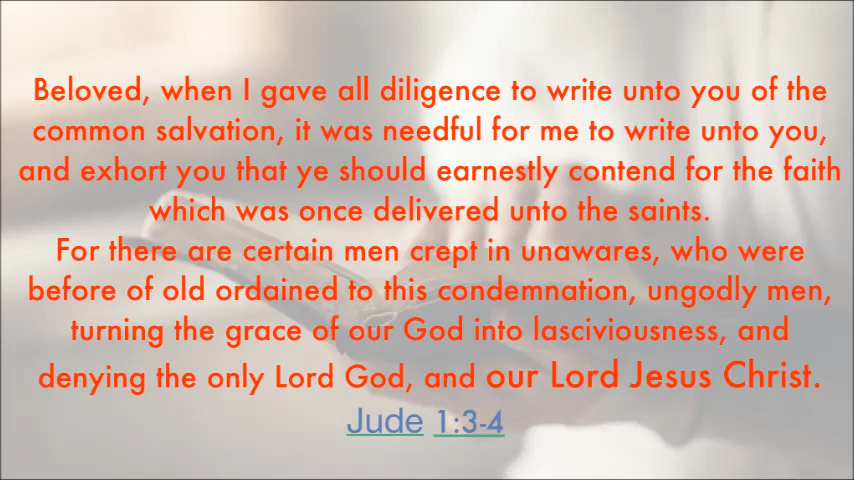 Beloved, when I gave all diligence to write unto you of the
common salvation, it was needful for me to write unto you,
and exhort you that ye should earnestly contend for the faith
which was once delivered unto the saints.
For there are certain men crept in unawares, who were
before of old ordained to this condemnation, ungodly men,
turning the grace of our God into lasciviousness, and
denying the only Lord God, and our Lord Jesus Christ.
Jude 1:3-4